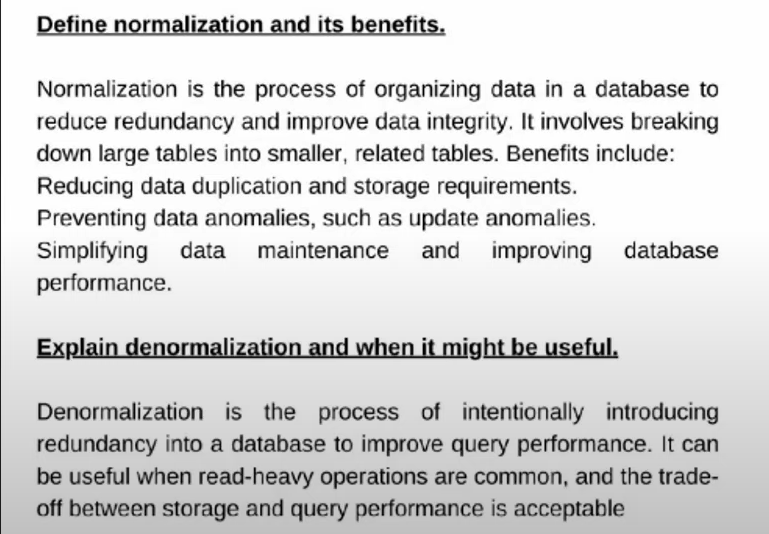 Define normalization and its benefits.
Normalization is the process of organizing data in a database to
reduce redundancy and improve data integrity. It involves breaking
down large tables into smaller, related tables. Benefits include:
Reducing data duplication and storage requirements.
Preventing data anomalies, such as update anomalies.
Simplifying data maintenance and improving database
performance.
Explain denormalization and when it might be useful.
Denormalization is the process of intentionally introducing
redundancy into a database to improve query performance. It can
be useful when read-heavy operations are common, and the trade-
off between storage and query performance is acceptable